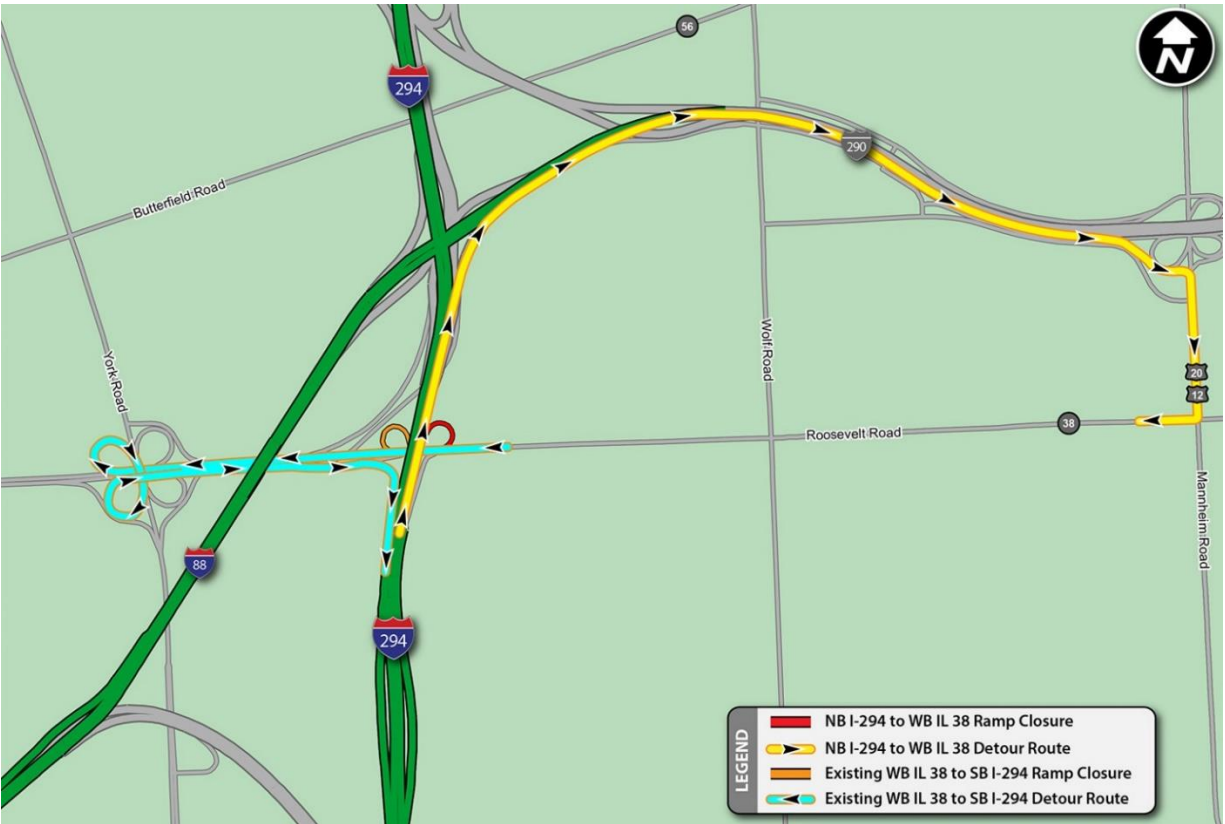 56
N
294
290
Butterfield Road
York Road
Wolf Road
20
12
38
Roosevelt Road
Mannheim Road
88
294
LEGEND
NB I-294 to WB IL 38 Ramp Closure
NB I-294 to WB IL 38 Detour Route
Existing WB IL 38 to SB I-294 Ramp Closure
Existing WB IL 38 to SB I-294 Detour Route